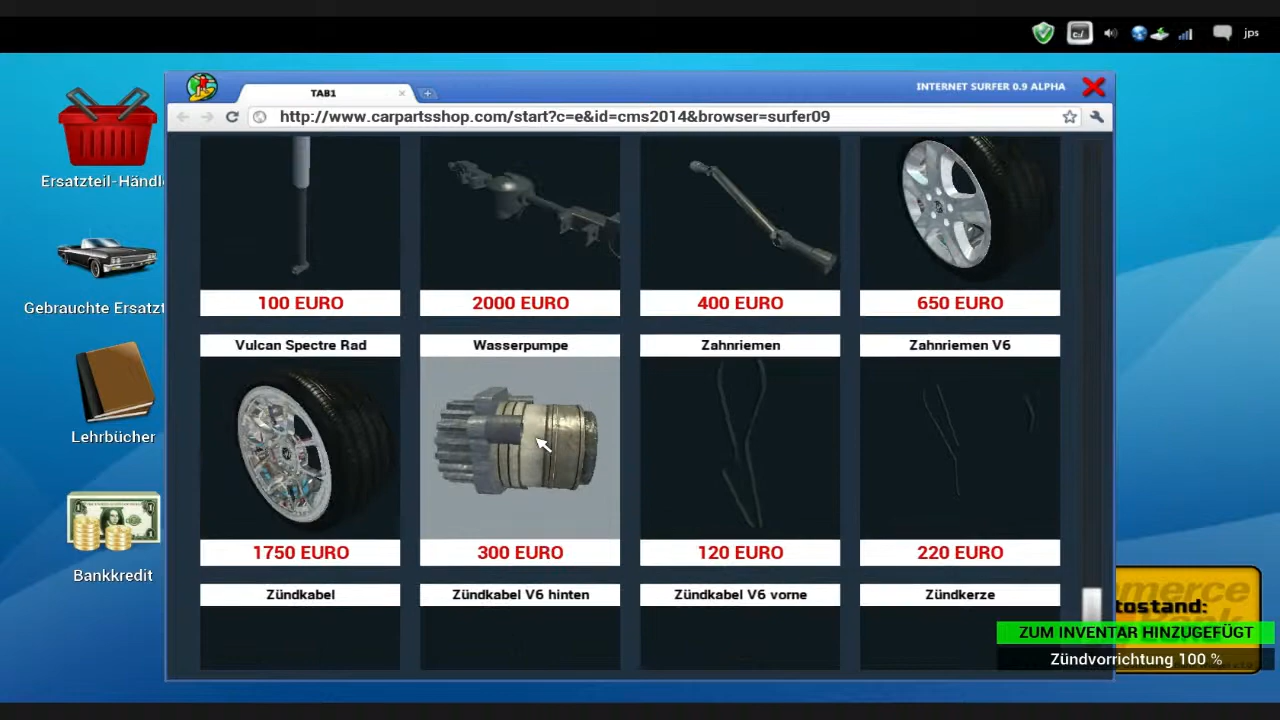 jps
TAB1
INTERNET SURFER 0.9 ALPHA
http://www.carpartsshop.com/start?c=e&id=cms2014&browser=surfer09
Ersatzteil-Händl
Gebrauchte Ersatzt
Lehrbücher
Bankkredit
100 EURO
2000 EURO
400 EURO
650 EURO
Vulcan Spectre Rad
Wasserpumpe
Zahnriemen
Zahnriemen V6
1750 EURO
300 EURO
120 EURO
220 EURO
Zündkabel
Zündkabel V6 hinten
Zündkabel V6 vorne
Zündkerze
merce
tostand:
ZUM INVENTAR HINZUGEFÜGT
Zündvorrichtung 100 %